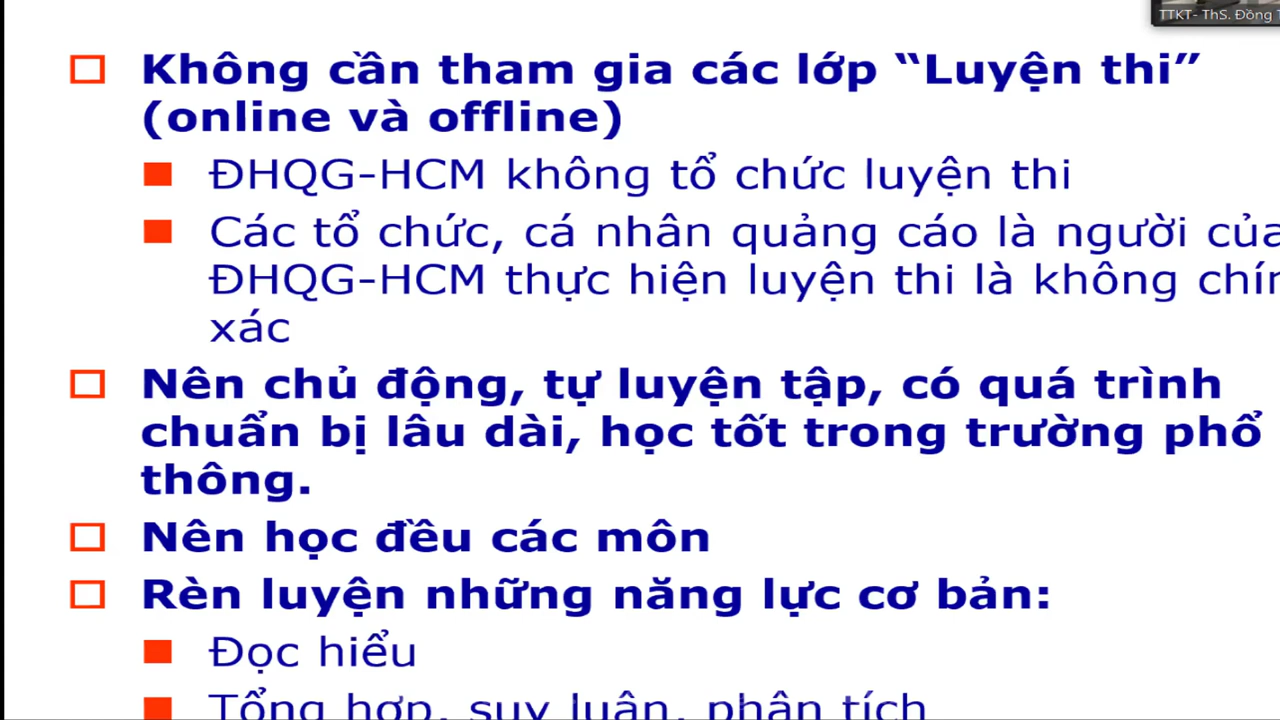 TTKT- ThS. Đồng
Không cần tham gia các lớp “Luyện thi”
(online và offline)
ĐHQG-HCM không tổ chức luyện thi
Các tổ chức, cá nhân quảng cáo là người của
ĐHQG-HCM thực hiện luyện thi là không
xác
Nên chủ động, tự luyện tập, có quá trình
chuẩn bị lâu dài, học tốt trong trường phổ
thông.
Nên học đều các môn
Rèn luyện những năng lực cơ bản:
Đọc hiểu
Tổng hợp, suy luận, phân tích